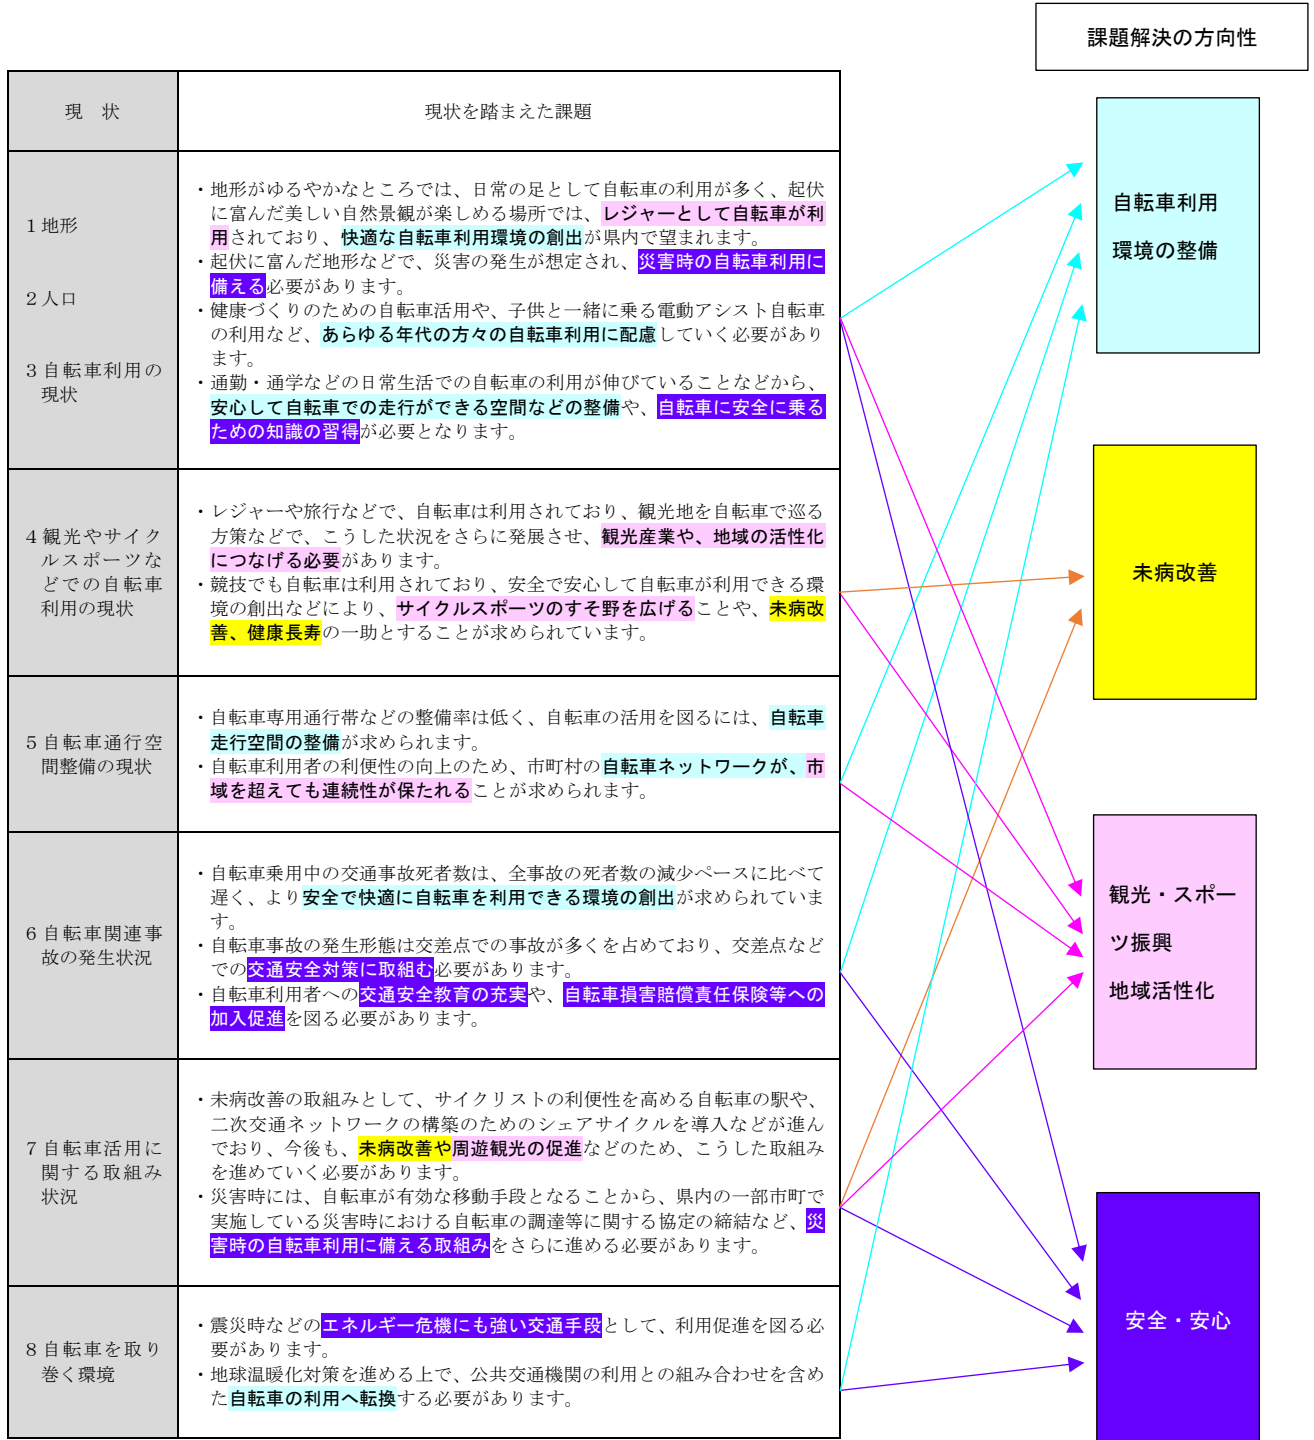 課題解決の方向性
現　状
現状を踏まえた課題
１地形
２人口
３自転車利用の
現状
・地形がゆるやかなところでは、日常の足として自転車の利用が多く、起伏
に富んだ美しい自然景観が楽しめる場所では、レジャーとして自転車が利
用されており、快適な自転車利用環境の創出が県内で望まれます。
・起伏に富んだ地形などで、災害の発生が想定され、災害時の自転車利用に
備える必要があります。
・健康づくりのための自転車活用や、子供と一緒に乗る電動アシスト自転車
の利用など、あらゆる年代の方々の自転車利用に配慮していく必要があり
ます。
・通勤・通学などの日常生活での自転車の利用が伸びていることなどから、
安心して自転車での走行ができる空間などの整備や、自転車に安全に乗る
ための知識の習得が必要となります。
４観光やサイク
ルスポーツな
どでの自転車
利用の現状
・レジャーや旅行などで、自転車は利用されており、観光地を自転車で巡る
方策などで、こうした状況をさらに発展させ、観光産業や、地域の活性化
につなげる必要があります。
・競技でも自転車は利用されており、安全で安心して自転車が利用できる環
境の創出などにより、サイクルスポーツのすそ野を広げることや、未病改
善、健康長寿の一助とすることが求められています。
５自転車通行空
間整備の現状
・自転車専用通行帯などの整備率は低く、自転車の活用を図るには、自転車
走行空間の整備が求められます。
・自転車利用者の利便性の向上のため、市町村の自転車ネットワークが、市
域を超えても連続性が保たれることが求められます。
６自転車関連事
故の発生状況
・自転車乗用中の交通事故死者数は、全事故の死者数の減少ペースに比べて
遅く、より安全で快適に自転車を利用できる環境の創出が求められていま
す。
・自転車事故の発生形態は交差点での事故が多くを占めており、交差点など
での交通安全対策に取組む必要があります。
・自転車利用者への交通安全教育の充実や、自転車損害賠償責任保険等への
加入促進を図る必要があります。
７自転車活用に
関する取組み
状況
・未病改善の取組みとして、サイクリストの利便性を高める自転車の駅や、
二次交通ネットワークの構築のためのシェアサイクルを導入などが進ん
でおり、今後も、未病改善や周遊観光の促進などのため、こうした取組み
を進めていく必要があります。
・災害時には、自転車が有効な移動手段となることから、県内の一部市町で
実施している災害時における自転車の調達等に関する協定の締結など、災
害時の自転車利用に備える取組みをさらに進める必要があります。
８自転車を取り
巻く環境
・震災時などのエネルギー危機にも強い交通手段として、利用促進を図る必
要があります。
・地球温暖化対策を進める上で、公共交通機関の利用との組み合わせを含め
た自転車の利用へ転換する必要があります。
自転車利用
環境の整備
未病改善
観光・スポー
ツ振興
地域活性化
安全・安心